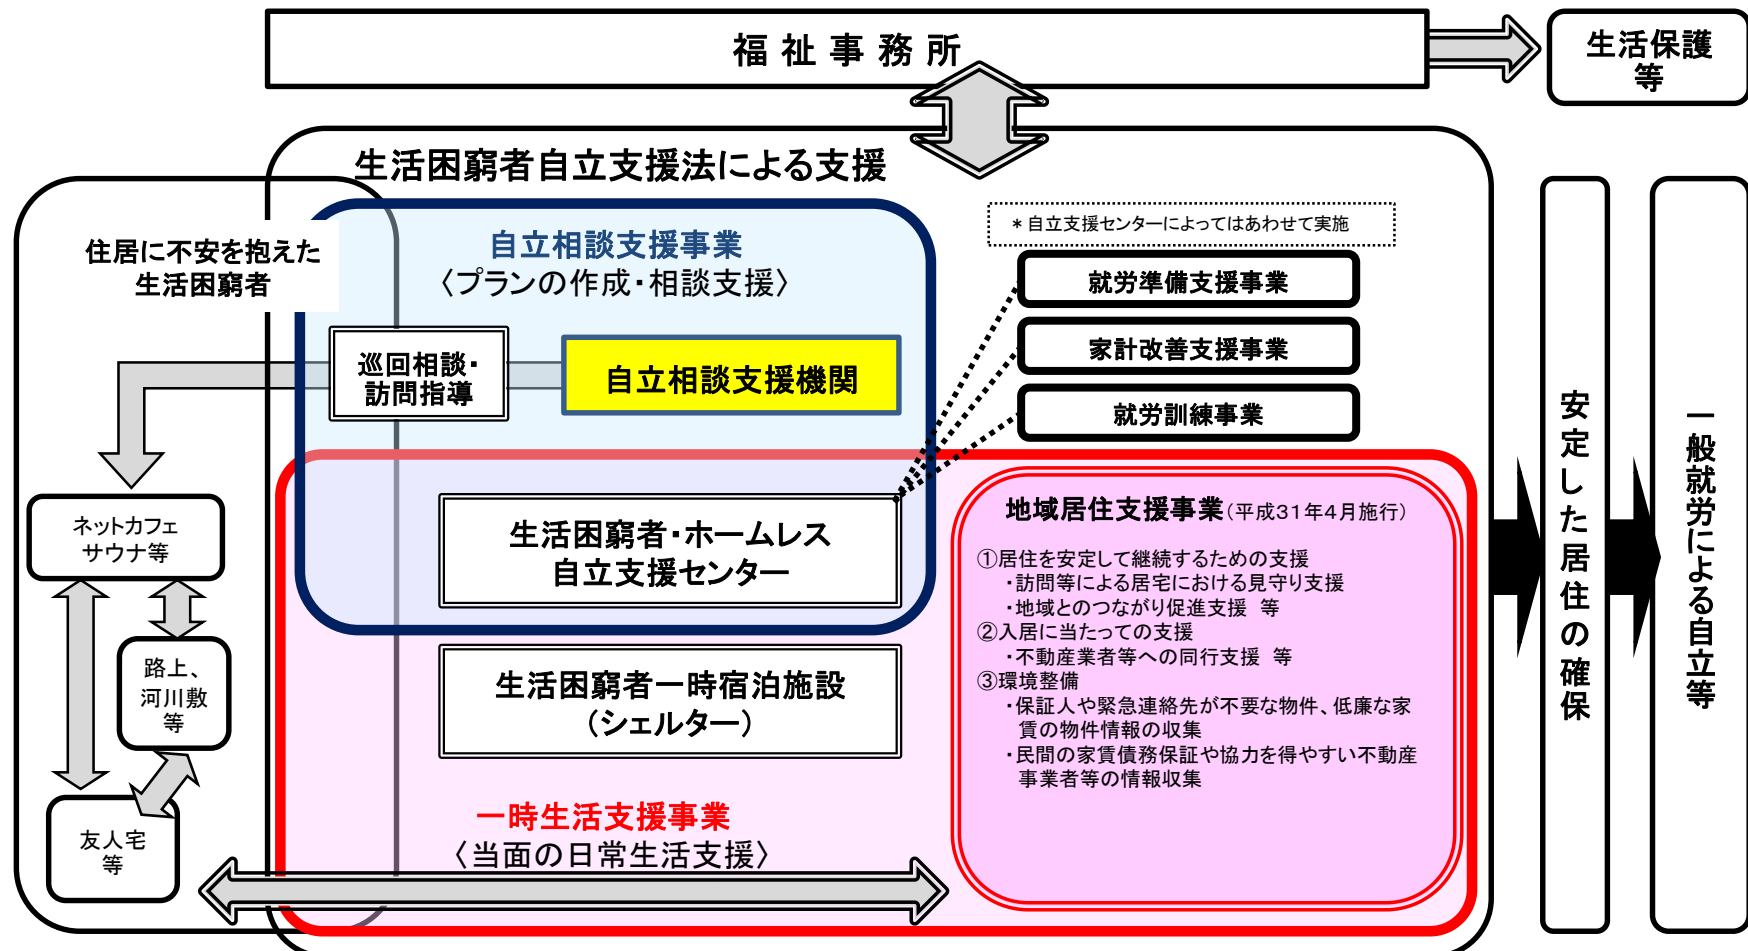 福祉事務所
生活保護
等
生活困窮者自立支援法による支援
住居に不安を抱えた
生活困窮者
自立相談支援事業
〈プランの作成・相談支援〉
＊自立支援センターによってはあわせて実施
就労準備支援事業
家計改善支援事業
就労訓練事業
巡回相談・
訪問指導
自立相談支援機関
ネットカフェ
サウナ等
路上、
河川敷
等
友人宅
等
生活困窮者・ホームレス
自立支援センター
生活困窮者一時宿泊施設
（シェルター）
一時生活支援事業
〈当面の日常生活支援〉
地域居住支援事業（平成31年4月施行）
①居住を安定して継続するための支援
・訪問等による居宅における見守り支援
・地域とのつながり促進支援　等
②入居に当たっての支援
・不動産業者等への同行支援　等
③環境整備
・保証人や緊急連絡先が不要な物件、低廉な家
賃の物件情報の収集
・民間の家賃債務保証や協力を得やすい不動産
事業者等の情報収集
安定した居住の確保
一般就労による自立等